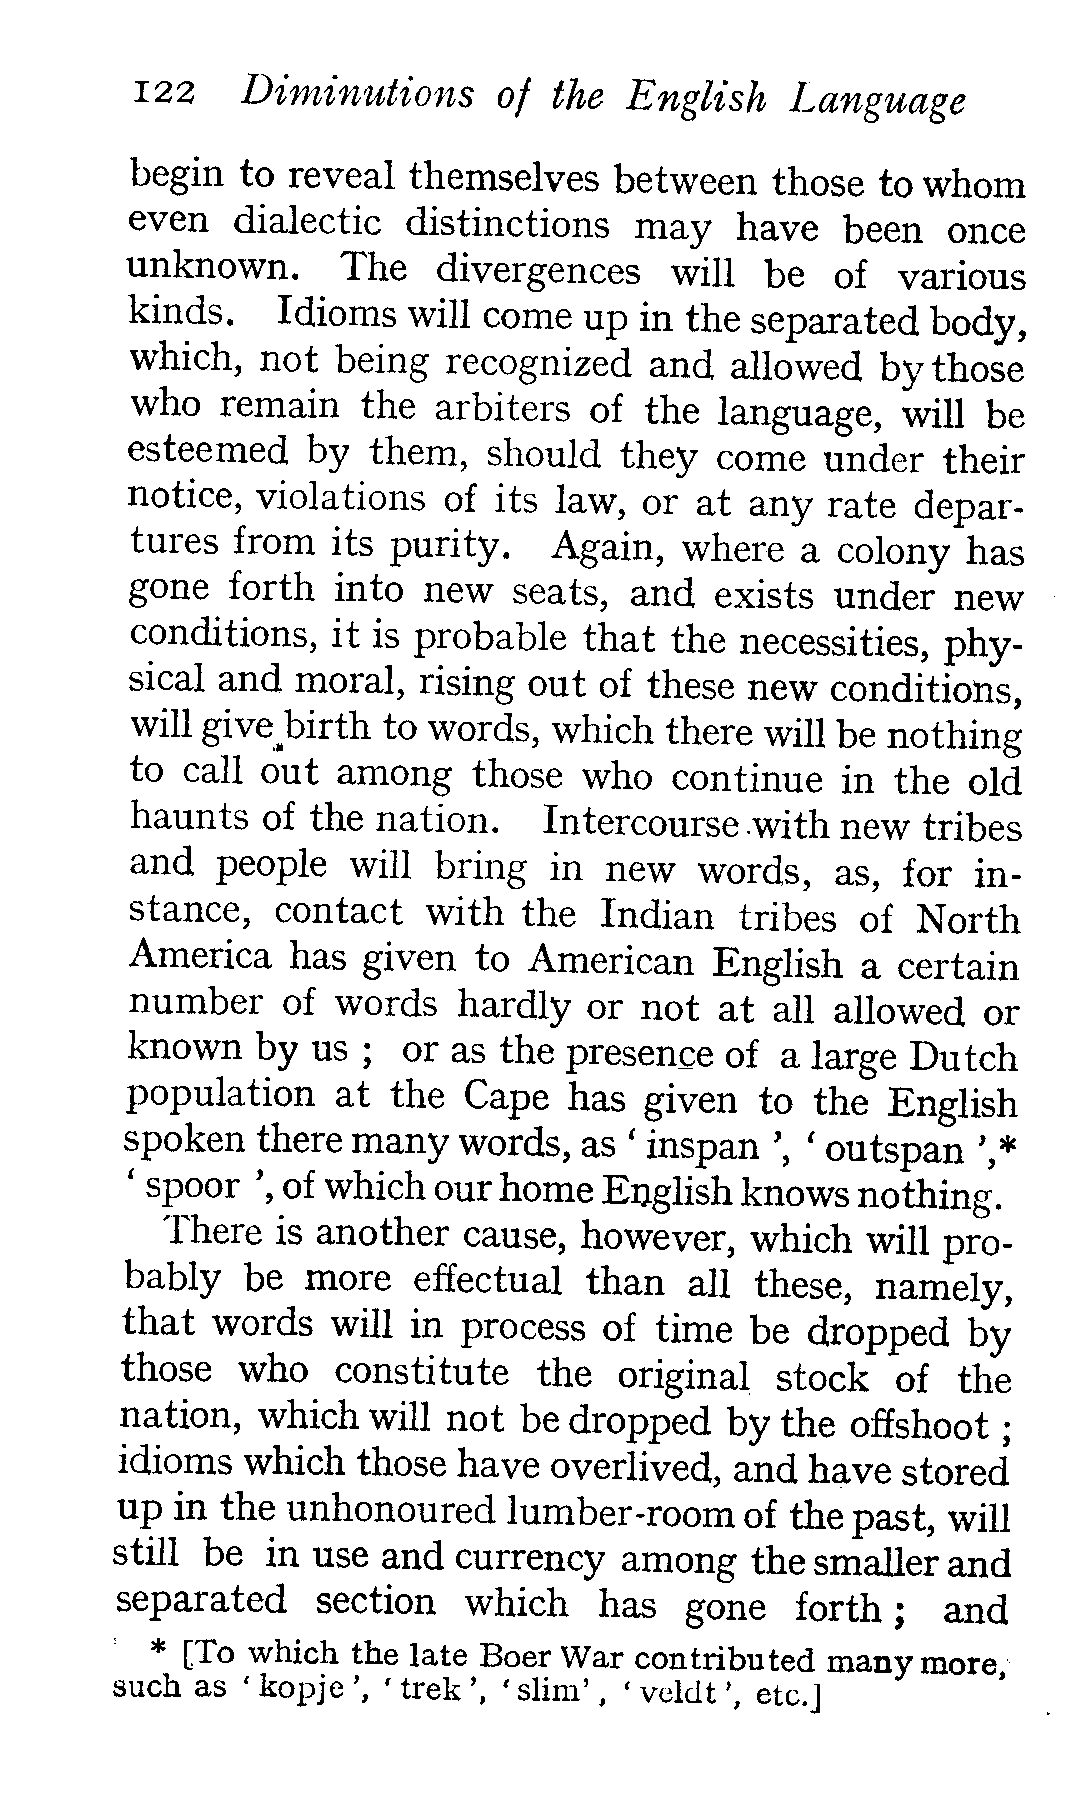 122 Diminutions of the English Language
begin to reveal themselves between those to whom
even dialectic distinctions may have been once
unknown. The divergences will be of various
kinds. Idioms will come up in the separated body,
which, not being recognized and allowed by those
who remain the arbiters of the language, will be
esteemed by them, should they come under their
notice, violations of its law, or at any rate depar-
tures from its purity. Again, where a colony has
gone forth into new seats, and exists under new
conditions, it is probable that the necessities, phy-
sical and moral, rising out of these new conditions,
will give birth to words, which there will be nothing
to call out among those who continue in the old
haunts of the nation. Intercourse with new tribes
and people will bring in new words, as, for in-
stance, contact with the Indian tribes of North
America has given to American English a certain
number of words hardly or not at all allowed or
known by us ; or as the presence of a large Dutch
population at the Cape has given to the English
spoken there many words, as ‘ inspan ’, ‘ outspan ’,*
‘ spoor ’, of which our home English knows nothing.
There is another cause, however, which will pro-
bably be more effectual than all these, namely,
that words will in process of time be dropped by
those who constitute the original stock of the
nation, which will not be dropped by the offshoot ;
idioms which those have overlived, and have stored
up in the unhonoured lumber-room of the past, will
still be in use and currency among the smaller and
separated section which has gone forth ; and
* [To which the late Boer War contributed many more,
such as ‘ kopje ’, ‘ trek ’, ‘ slim’ , ‘ veldt ’, etc.]